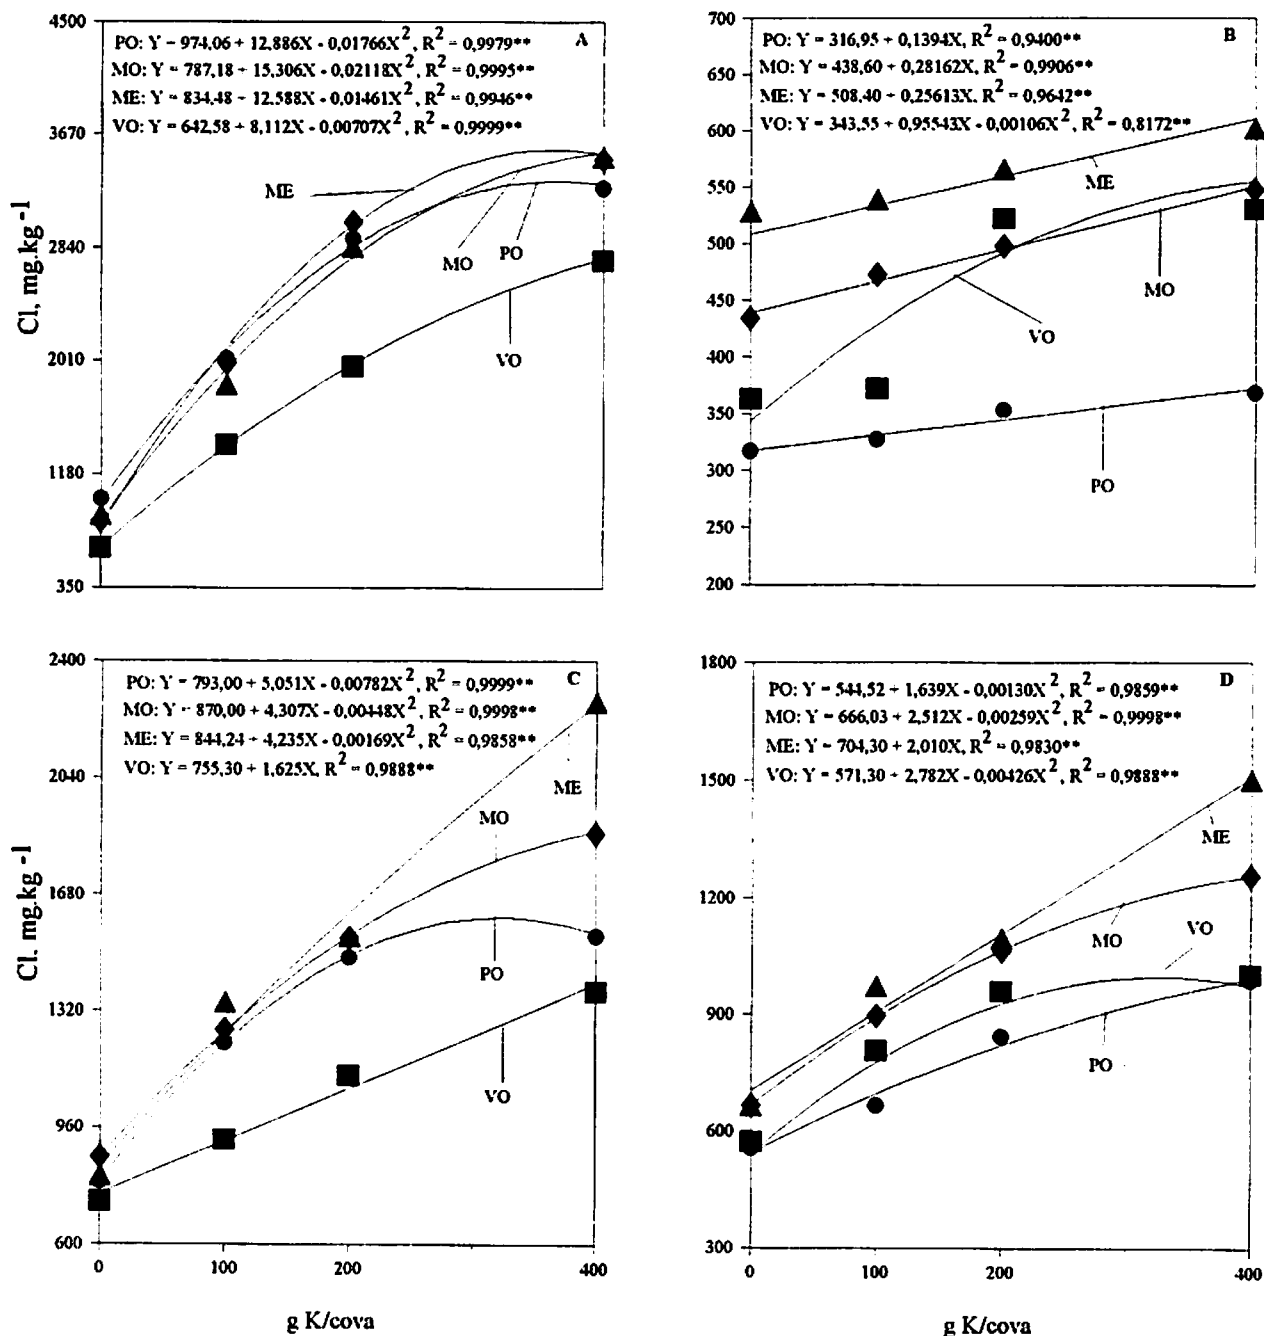 4500
PO: Y = 974,06 + 12,886X - 0,01766X², R² = 0,9979**
A
MO: Y = 787,18 + 15,306X - 0,02118X², R² = 0,9995**
ME: Y = 834,48 + 12,588X - 0,01461X², R² = 0,9946**
VO: Y = 642,58 + 8,112X - 0,00707X², R² = 0,9999**
3670
2840
2010
1180
350
Cl, mg.kg -1
ME
MO
PO
VO
700
PO: Y = 316,95 + 0,1394X, R² = 0,9400**
B
MO: Y = 438,60 + 0,28162X, R² = 0,9906**
ME: Y = 508,40 + 0,25613X, R² = 0,9642**
VO: Y = 343,55 + 0,95543X - 0,00106X², R² = 0,8172**
650
600
550
500
450
400
350
300
250
200
ME
MO
VO
PO
2400
PO: Y = 793,00 + 5,051X - 0,00782X², R² = 0,9999**
C
MO: Y = 870,00 + 4,307X - 0,00448X², R² = 0,9998**
ME: Y = 844,24 + 4,235X - 0,00169X², R² = 0,9858**
VO: Y = 755,30 + 1,625X, R² = 0,9888**
2040
1680
1320
960
600
Cl. mg.kg -1
ME
MO
PO
VO
0
100
200
400
g K/cova
1800
PO: Y = 544,52 + 1,639X - 0,00130X², R² = 0,9859**
D
MO: Y = 666,03 + 2,512X - 0,00259X², R² = 0,9998**
ME: Y = 704,30 + 2,010X, R² = 0,9830**
VO: Y = 571,30 + 2,782X - 0,00426X², R² = 0,9888**
1500
1200
900
600
300
ME
MO
VO
PO
0
100
200
400
g K/cova